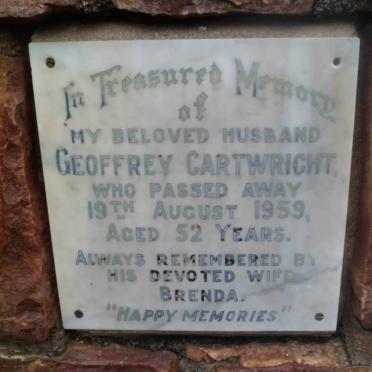 In Treasured Memory
of
MY BELOVED HUSBAND
GEOFFREY CARTWRIGHT
WHO PASSED AWAY
19TH AUGUST 1959,
AGED 52 YEARS.
ALWAYS REMEMBERED BY
HIS DEVOTED WIFE
BRENDA.
"HAPPY MEMORIES"